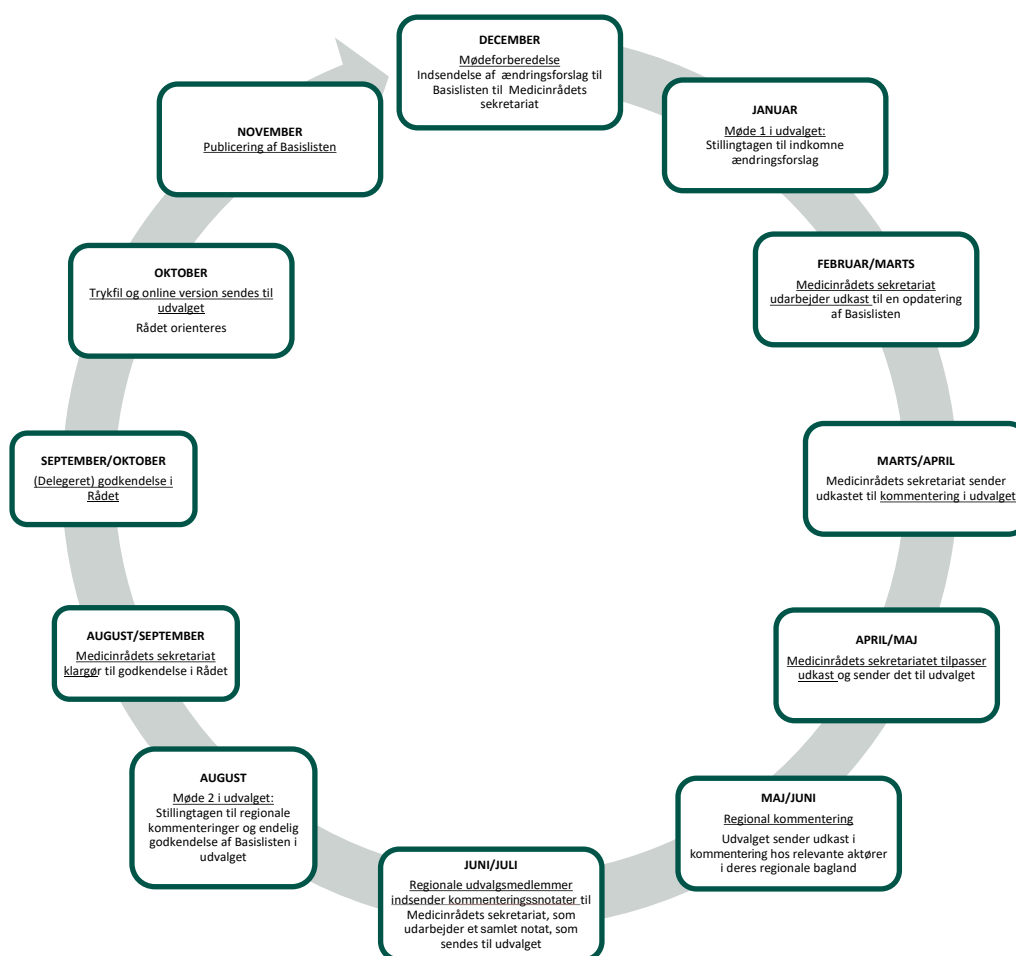 DECEMBER
Mødeforberedelse
Indsendelse af ændringsforslag til
Basislisten til Medicinrådets
sekretariat
JANUAR
Møde 1 i udvalget:
Stillingtagen til indkomne
ændringsforslag
FEBRUAR/MARTS
Medicinrådets sekretariat
udarbejder udkast til en opdatering
af Basislisten
MARTS/APRIL
Medicinrådets sekretariat sender
udkastet til kommentering i udvalget
APRIL/MAJ
Medicinrådets sekretariatet tilpasser
udkast og sender det til udvalget
MAJ/JUNI
Regional kommentering
Udvalget sender udkast i
kommentering hos relevante aktører
i deres regionale bagland
JUNI/JULI
Regionale udvalgsmedlemmer
indsender kommenteringssnotater til
Medicinrådets sekretariat, som
udarbejder et samlet notat, som
sendes til udvalget
AUGUST
Møde 2 i udvalget:
Stillingtagen til regionale
kommenteringer og endelig
godkendelse af Basislisten i
udvalget
AUGUST/SEPTEMBER
Medicinrådets sekretariat
klargør til godkendelse i Rådet
SEPTEMBER/OKTOBER
(Delegeret) godkendelse i
Rådet
OKTOBER
Trykfil og online version sendes til
udvalget
Rådet orienteres
NOVEMBER
Publicering af Basislisten